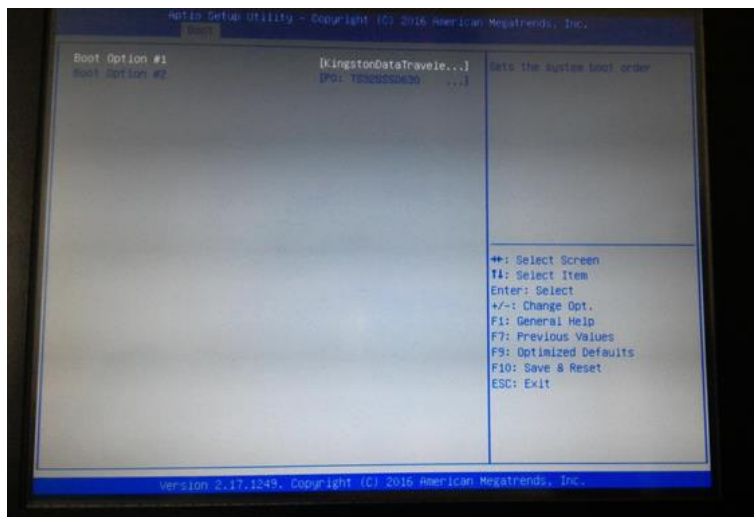 Aptio Setup Utility - Copyright (C) 2016 American Megatrends, Inc.
Boot
Boot Option #1 [KingstonDataTravele...]
Boot Option #2 [P0: TS32GSSD630 ...]
Sets the system boot order
→←: Select Screen
↑↓: Select Item
Enter: Select
+/-: Change Opt.
F1: General Help
F7: Previous Values
F9: Optimized Defaults
F10: Save & Reset
ESC: Exit
Version 2.17.1249. Copyright (C) 2016 American Megatrends, Inc.